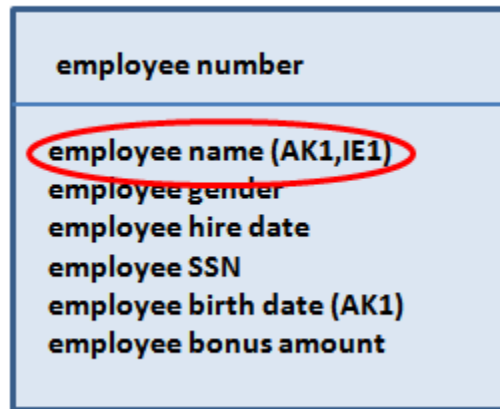 employee number
employee name (AK1,IE1)
employee gender
employee hire date
employee SSN
employee birth date (AK1)
employee bonus amount